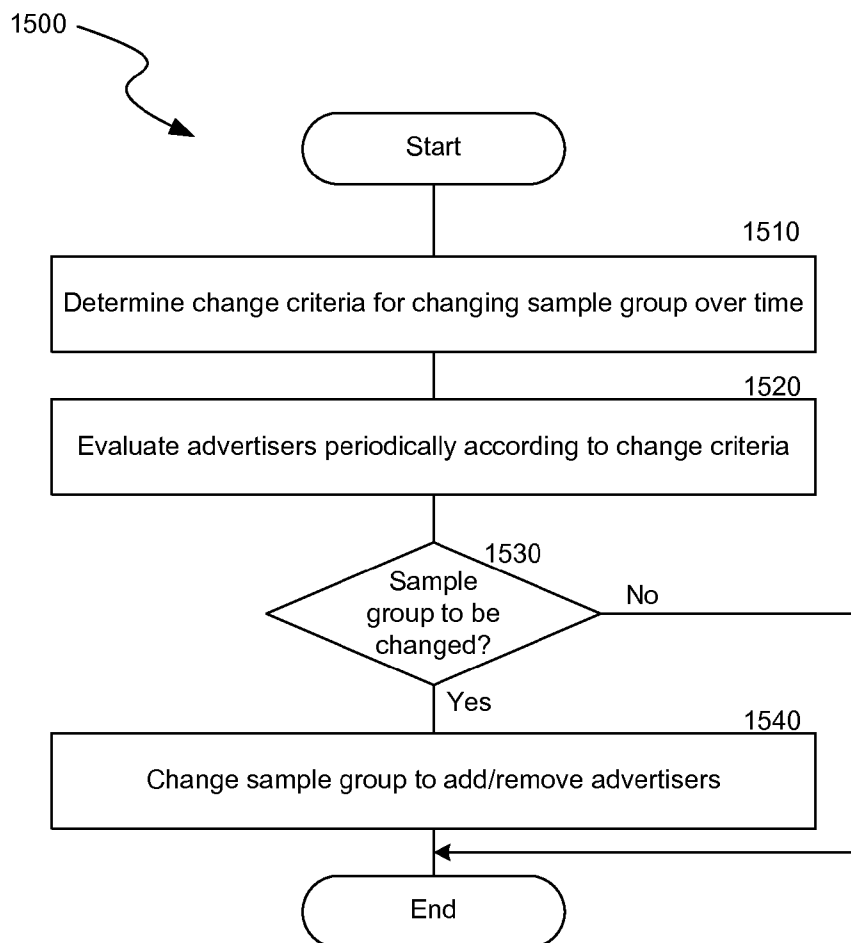 1500
Start
1510
Determine change criteria for changing sample group over time
1520
Evaluate advertisers periodically according to change criteria
1530
Sample
group to be
changed?
No
Yes
1540
Change sample group to add/remove advertisers
End